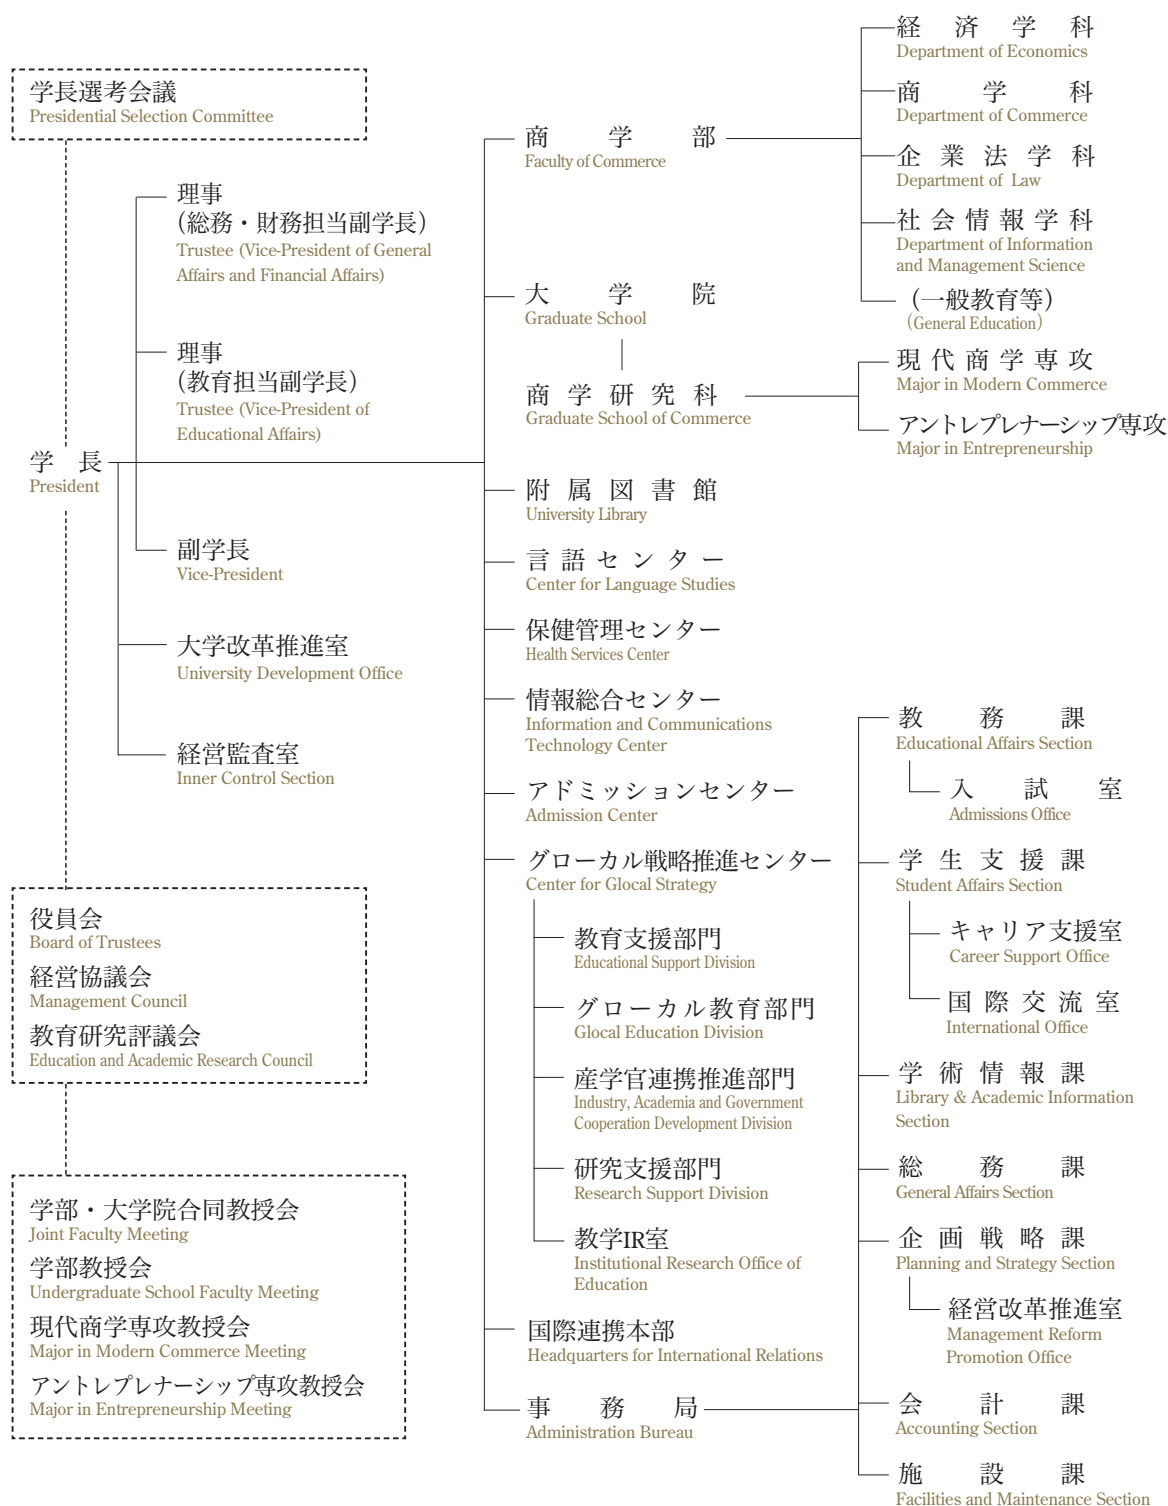 学長選考会議
Presidential Selection Committee
理事
(総務・財務担当副学長)
Trustee (Vice-President of General
Affairs and Financial Affairs)
理事
(教育担当副学長)
Trustee (Vice-President of
Educational Affairs)
学長
President
副学長
Vice-President
大学改革推進室
University Development Office
経営監査室
Inner Control Section
役員会
Board of Trustees
経営協議会
Management Council
教育研究評議会
Education and Academic Research Council
学部・大学院合同教授会
Joint Faculty Meeting
学部教授会
Undergraduate School Faculty Meeting
現代商学専攻教授会
Major in Modern Commerce Meeting
アントレプレナーシップ専攻教授会
Major in Entrepreneurship Meeting
商学部
Faculty of Commerce
大学院
Graduate School
商学研究科
Graduate School of Commerce
附属図書館
University Library
言語センター
Center for Language Studies
保健管理センター
Health Services Center
情報総合センター
Information and Communications
Technology Center
アドミッションセンター
Admission Center
グローカル戦略推進センター
Center for Glocal Strategy
教育支援部門
Educational Support Division
グローカル教育部門
Glocal Education Division
産学官連携推進部門
Industry, Academia and Government
Cooperation Development Division
研究支援部門
Research Support Division
教学IR室
Institutional Research Office of
Education
国際連携本部
Headquarters for International Relations
事務局
Administration Bureau
経済学科
Department of Economics
商学科
Department of Commerce
企業法学科
Department of Law
社会情報学科
Department of Information
and Management Science
(一般教育等)
(General Education)
現代商学専攻
Major in Modern Commerce
アントレプレナーシップ専攻
Major in Entrepreneurship
教務課
Educational Affairs Section
入試室
Admissions Office
学生支援課
Student Affairs Section
キャリア支援室
Career Support Office
国際交流室
International Office
学術情報課
Library & Academic Information
Section
総務課
General Affairs Section
企画戦略課
Planning and Strategy Section
経営改革推進室
Management Reform
Promotion Office
会計課
Accounting Section
施設課
Facilities and Maintenance Section